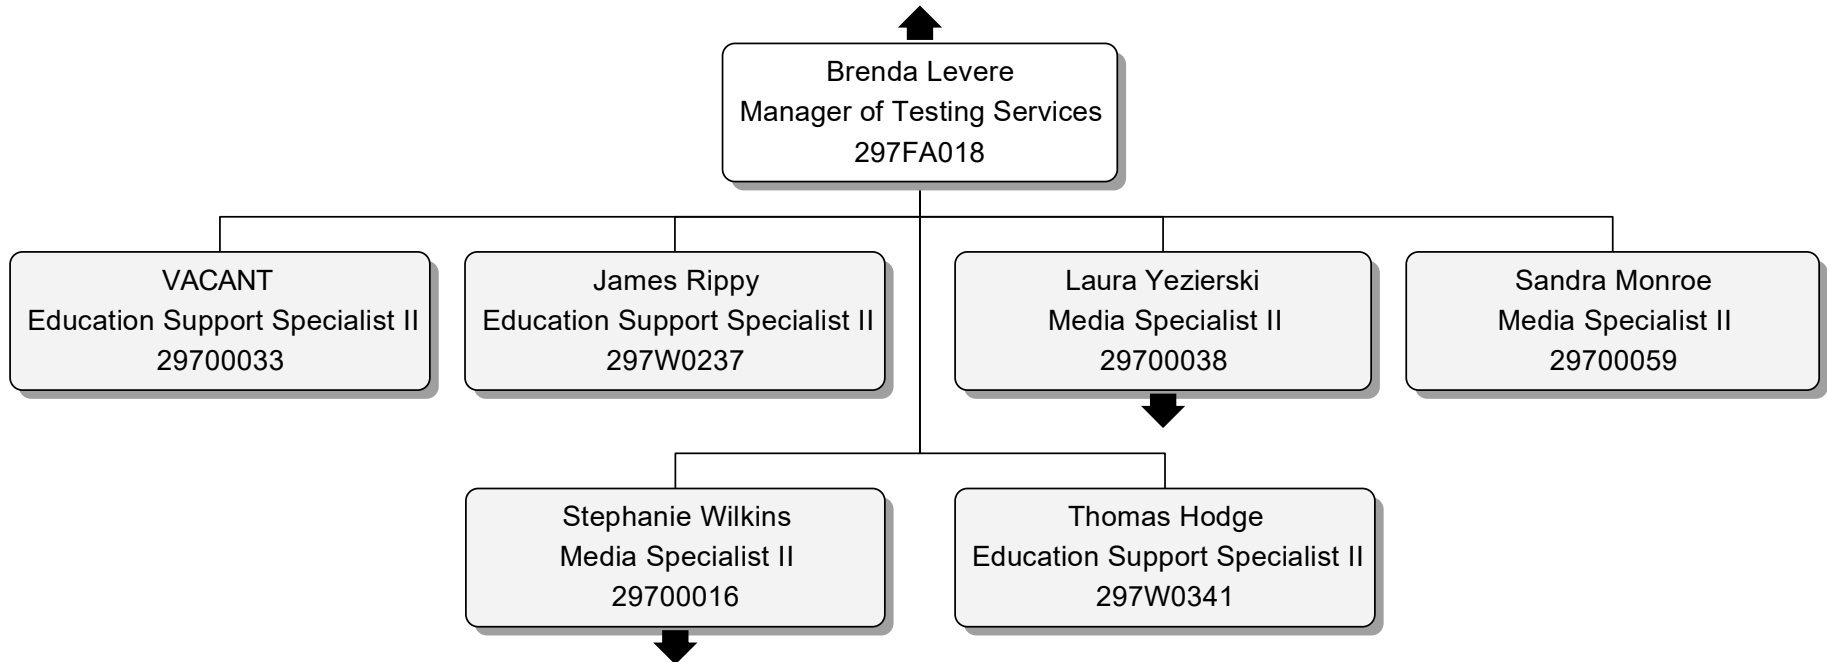 Brenda Levere
Manager of Testing Services
297FA018
VACANT
Education Support Specialist II
29700033
James Rippy
Education Support Specialist II
297W0237
Laura Yezierski
Media Specialist II
29700038
Sandra Monroe
Media Specialist II
29700059
Stephanie Wilkins
Media Specialist II
29700016
Thomas Hodge
Education Support Specialist II
297W0341